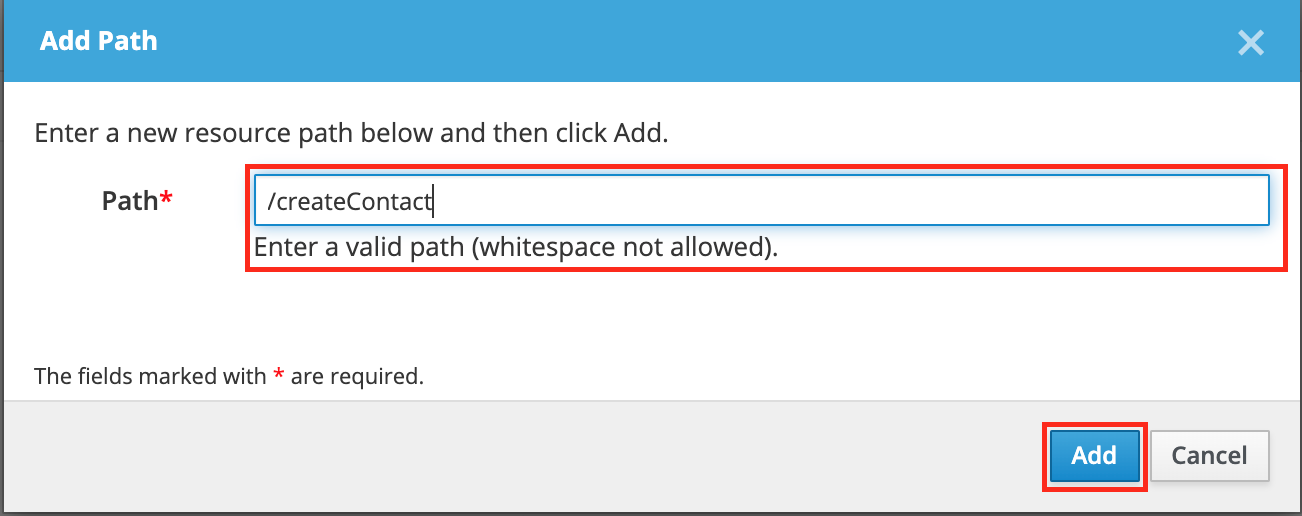 Add Path
Enter a new resource path below and then click Add.
Path*
/createContact
Enter a valid path (whitespace not allowed).
The fields marked with * are required.
Add
Cancel